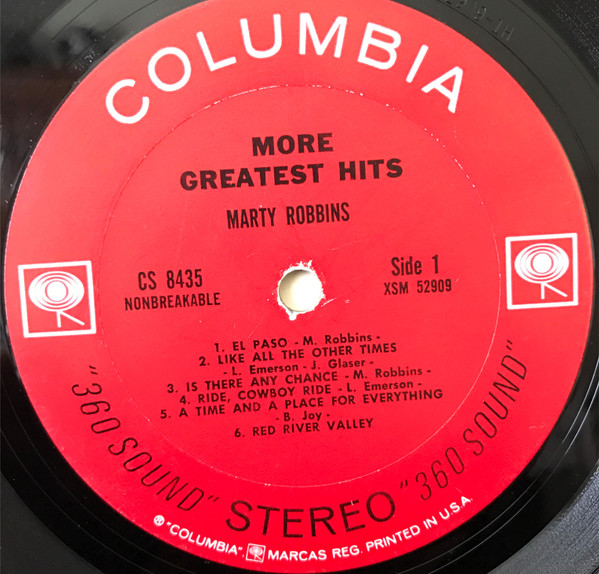 COLUMBIA
MORE
GREATEST HITS
MARTY ROBBINS
CS 8435
NONBREAKABLE
Side 1
XSM 52909
1. EL PASO - M. Robbins -
2. LIKE ALL THE OTHER TIMES
- L. Emerson - J. Glaser -
3. IS THERE ANY CHANCE - M. Robbins -
4. RIDE, COWBOY RIDE - L. Emerson -
5. A TIME AND A PLACE FOR EVERYTHING
- B. Joy -
6. RED RIVER VALLEY
"360 SOUND" STEREO "360 SOUND"
® "COLUMBIA", MARCAS REG. PRINTED IN U.S.A.